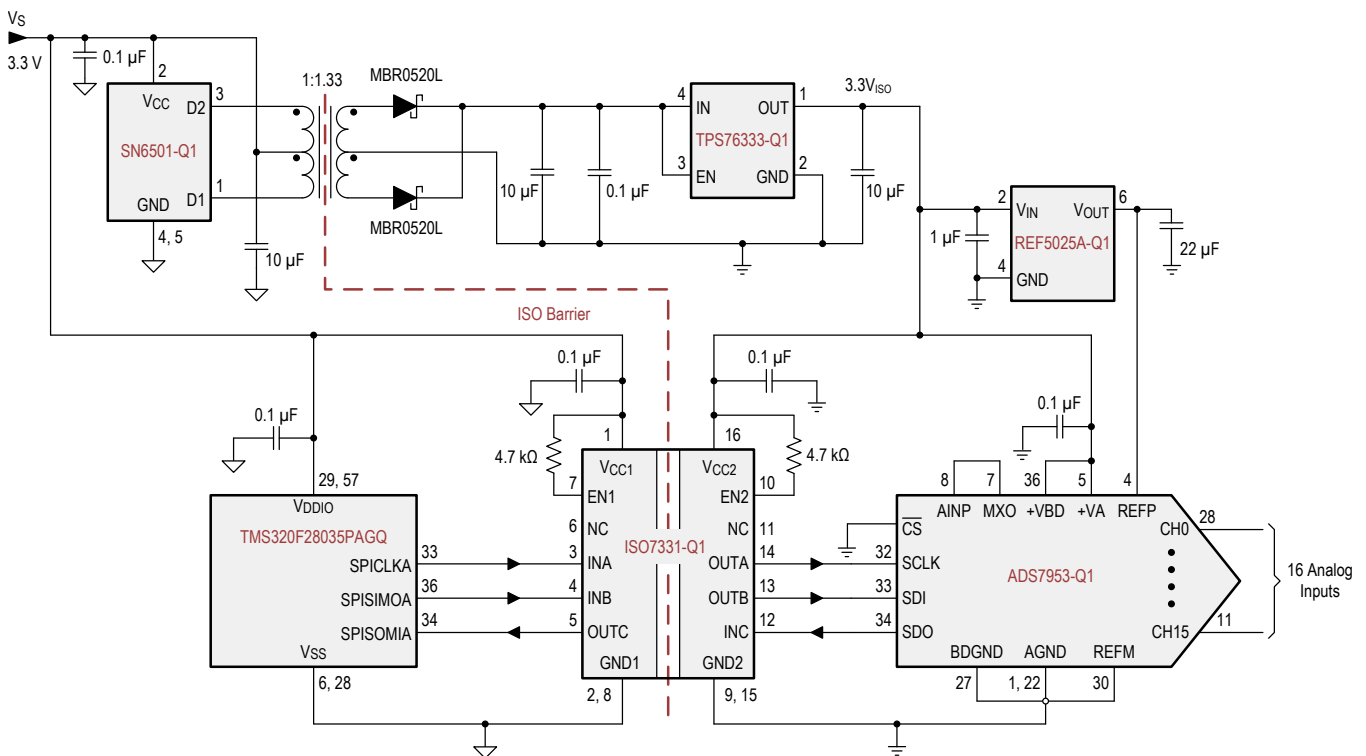 VS
3.3 V
0.1 µF
2
VCC
D2
3
SN6501-Q1
D1
1
GND
4, 5
10 µF
1:1.33
MBR0520L
MBR0520L
10 µF
0.1 µF
4
IN
OUT
1
TPS76333-Q1
3
EN
GND
2
3.3VISO
10 µF
2
VIN
VOUT
6
REF5025A-Q1
1 µF
4
GND
22 µF
ISO Barrier
0.1 µF
0.1 µF
0.1 µF
0.1 µF
4.7 kΩ
4.7 kΩ
29, 57
VDDIO
TMS320F28035PAGQ
SPICLKA
33
SPISIMOA
36
SPISOMIA
34
VSS
6, 28
1
VCC1
7
EN1
6
NC
3
INA
4
INB
5
OUTC
GND1
2, 8
ISO7331-Q1
16
VCC2
EN2
10
NC
11
OUTA
14
OUTB
13
INC
12
GND2
9, 15
8
7
36
5
4
AINP
MXO
+VBD
+VA
REFP
CS
32
SCLK
33
SDI
34
SDO
ADS7953-Q1
CH0
28
CH15
11
16 Analog
Inputs
BDGND
AGND
REFM
27
1, 22
30